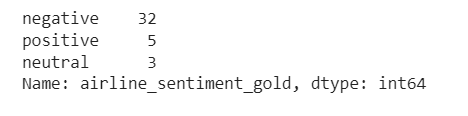 negative    32
positive     5
neutral      3
Name: airline_sentiment_gold, dtype: int64